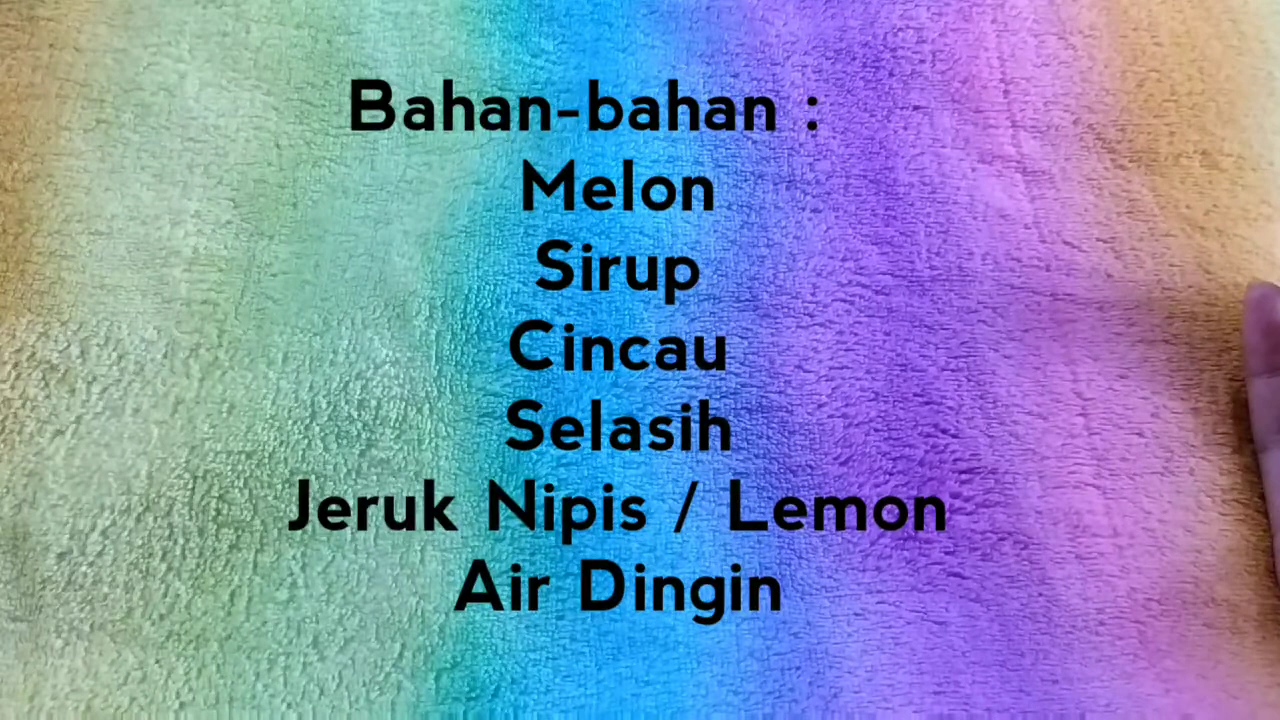 Bahan-bahan :
Melon
Sirup
Cincau
Selasih
Jeruk Nipis / Lemon
Air Dingin